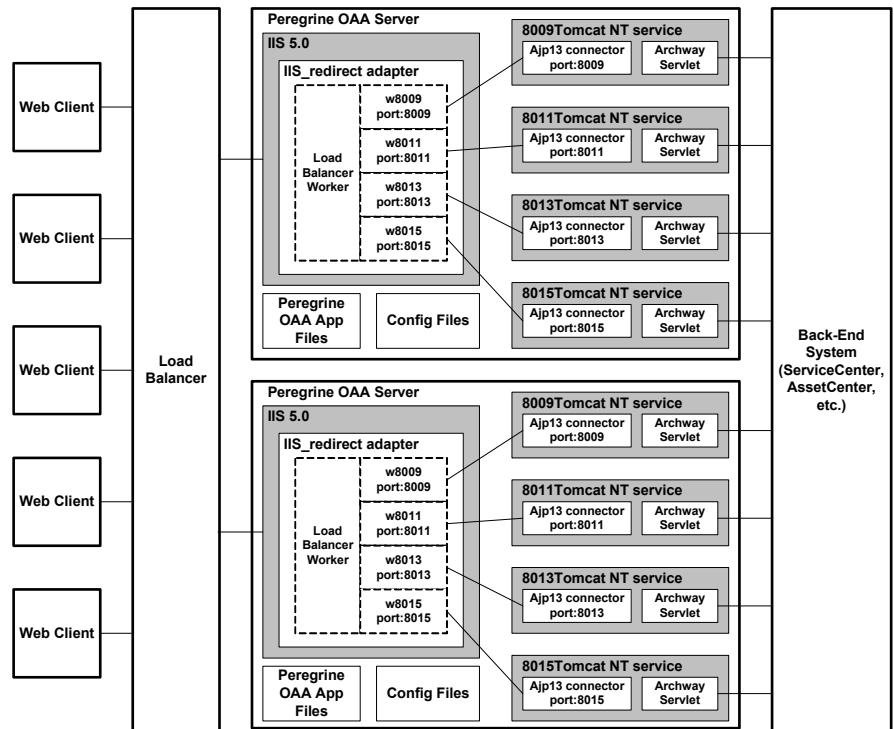 Web Client
Web Client
Web Client
Web Client
Web Client
Load
Balancer
Peregrine OAA Server
IIS 5.0
IIS_redirect adapter
Load
Balancer
Worker
w8009
port:8009
w8011
port:8011
w8013
port:8013
w8015
port:8015
Peregrine
OAA App
Files
Config Files
8009Tomcat NT service
Ajp13 connector
port:8009
Archway
Servlet
8011Tomcat NT service
Ajp13 connector
port:8011
Archway
Servlet
8013Tomcat NT service
Ajp13 connector
port:8013
Archway
Servlet
8015Tomcat NT service
Ajp13 connector
port:8015
Archway
Servlet
Peregrine OAA Server
IIS 5.0
IIS_redirect adapter
Load
Balancer
Worker
w8009
port:8009
w8011
port:8011
w8013
port:8013
w8015
port:8015
Peregrine
OAA App
Files
Config Files
8009Tomcat NT service
Ajp13 connector
port:8009
Archway
Servlet
8011Tomcat NT service
Ajp13 connector
port:8011
Archway
Servlet
8013Tomcat NT service
Ajp13 connector
port:8013
Archway
Servlet
8015Tomcat NT service
Ajp13 connector
port:8015
Archway
Servlet
Back-End
System
(ServiceCenter,
AssetCenter,
etc.)